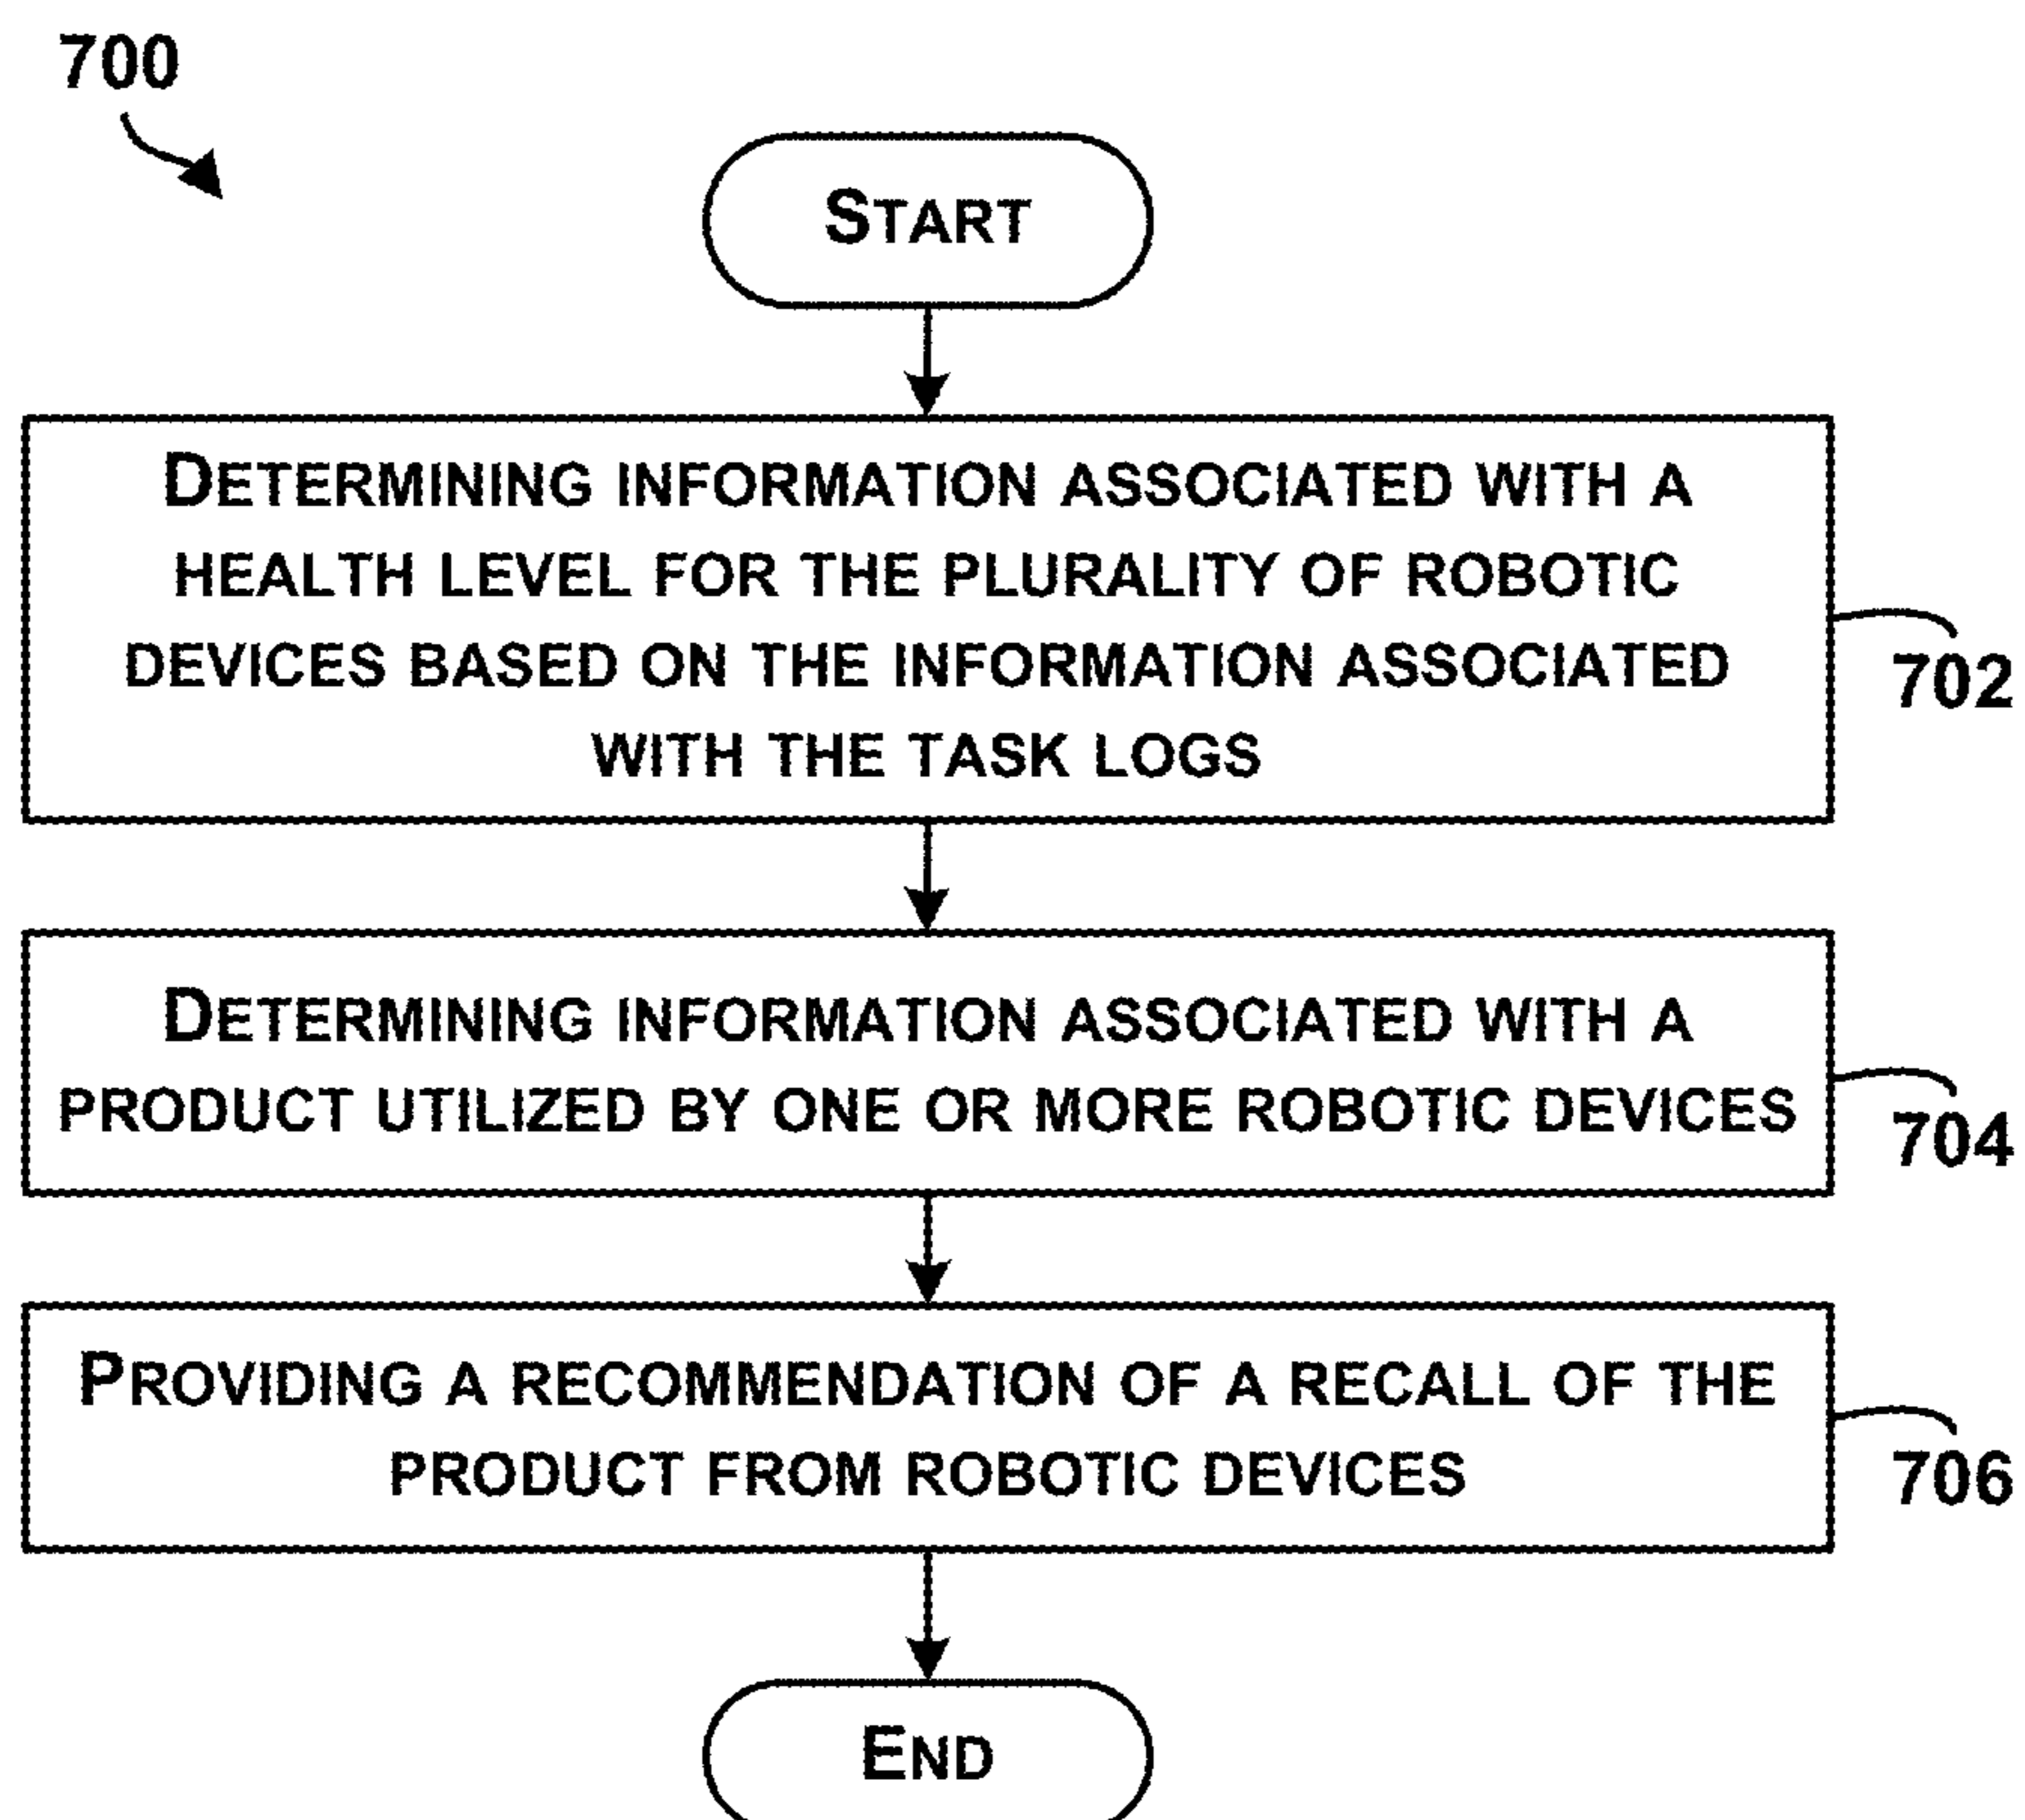 700
START
DETERMINING INFORMATION ASSOCIATED WITH A
HEALTH LEVEL FOR THE PLURALITY OF ROBOTIC
DEVICES BASED ON THE INFORMATION ASSOCIATED
WITH THE TASK LOGS
702
DETERMINING INFORMATION ASSOCIATED WITH A
PRODUCT UTILIZED BY ONE OR MORE ROBOTIC DEVICES
704
PROVIDING A RECOMMENDATION OF A RECALL OF THE
PRODUCT FROM ROBOTIC DEVICES
706
END